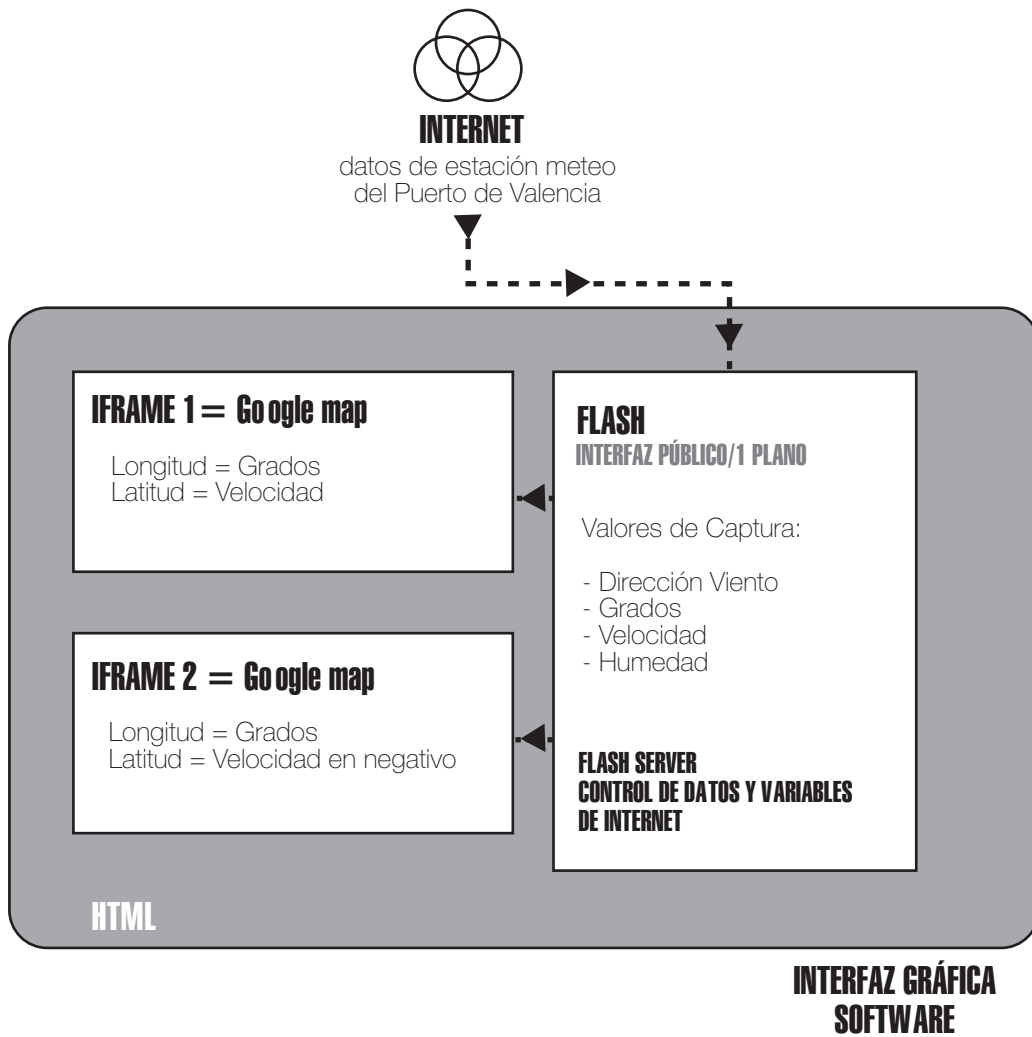 INTERNET
datos de estación meteo
del Puerto de Valencia
IFRAME 1 = Google map
Longitud = Grados
Latitud = Velocidad
IFRAME 2 = Google map
Longitud = Grados
Latitud = Velocidad en negativo
FLASH
INTERFAZ PÚBLICO/1 PLANO
Valores de Captura:
- Dirección Viento
- Grados
- Velocidad
- Humedad
FLASH SERVER
CONTROL DE DATOS Y VARIABLES
DE INTERNET
HTML
INTERFAZ GRÁFICA
SOFTWARE